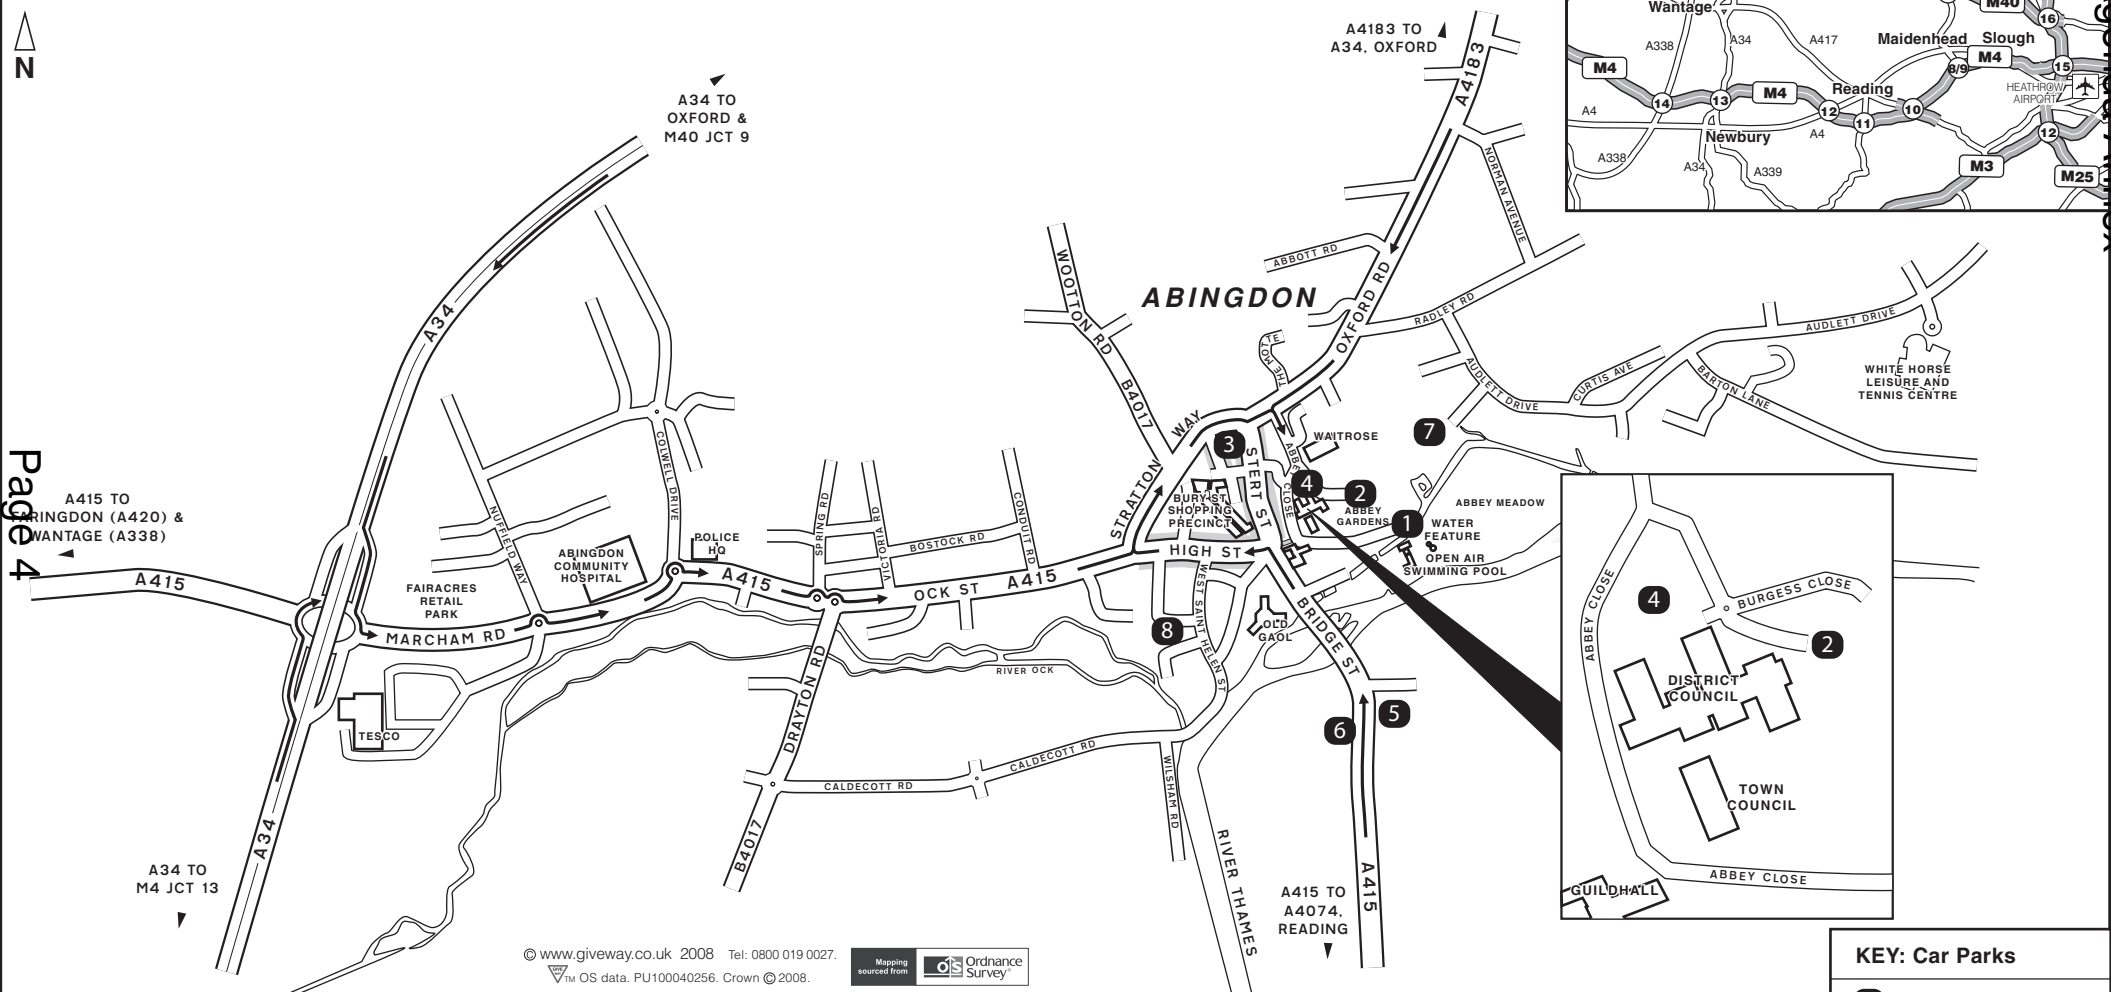 N
A34 TO
OXFORD &
M40 JCT 9
A4183 TO
A34, OXFORD
A4183
Wantage
A338
A34
A417
M40
16
Maidenhead
Slough
M4
8/9
M4
15
HEATHROW
AIRPORT
M4
Reading
14
13
12
11
10
12
A4
Newbury
A4
A338
A34
A339
M3
M25
NORMAN AVENUE
ABBOTT RD
ABINGDON
OXFORD RD
RADLEY RD
WOOTTON RD
B4017
THE MOTTE
AUDLETT DRIVE
AUDLETT DRIVE
CURTIS AVE
BARTON LANE
WHITE HORSE
LEISURE AND
TENNIS CENTRE
A34
STRATTON WAY
3
WAITROSE
7
STERT ST
ABBEY CLOSE
4
2
ABBEY
GARDENS
1
ABBEY MEADOW
WATER
FEATURE
OPEN AIR
SWIMMING POOL
BURY ST
SHOPPING
PRECINCT
HIGH ST
Page 4
A415 TO
FARINGDON (A420) &
WANTAGE (A338)
A415
COLWELL DRIVE
NUFFIELD WAY
POLICE
HQ
ABINGDON
COMMUNITY
HOSPITAL
FAIRACRES
RETAIL
PARK
MARCHAM RD
A415
SPRING RD
VICTORIA RD
BOSTOCK RD
CONDUIT RD
OCK ST
A415
WEST SAINT HELEN ST
8
OLD
GAOL
BRIDGE ST
RIVER OCK
TESCO
DRAYTON RD
6
5
CALDECOTT RD
CALDECOTT RD
WILSHAM RD
B4017
A34
A34 TO
M4 JCT 13
RIVER THAMES
A415 TO
A4074,
READING
A415
ABBEY CLOSE
4
BURGESS CLOSE
2
DISTRICT
COUNCIL
TOWN
COUNCIL
ABBEY CLOSE
GUILDHALL
© www.giveway.co.uk 2008 Tel: 0800 019 0027.
GIVE WAY TM OS data. PU100040256. Crown © 2008.
Mapping
sourced from
OS Ordnance
Survey®
KEY: Car Parks